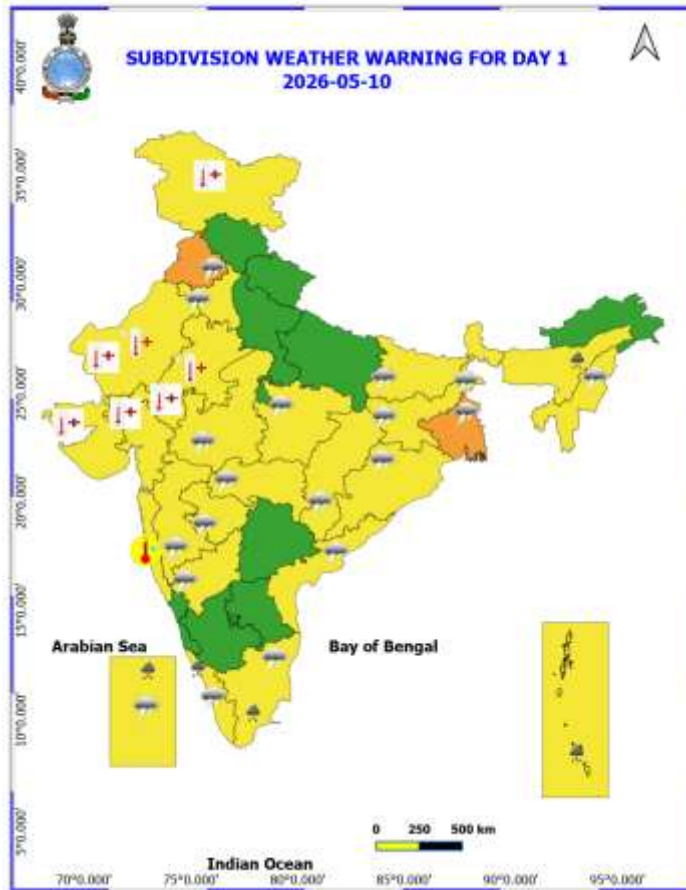 SUBDIVISION WEATHER WARNING FOR DAY 1
2026-05-10
40°0.000'
35°0.000'
30°0.000'
25°0.000'
20°0.000'
15°0.000'
10°0.000'
5°0.000'
Arabian Sea
Bay of Bengal
0 250 500 km
Indian Ocean
70°0.000' 75°0.000' 80°0.000' 85°0.000' 90°0.000' 95°0.000'